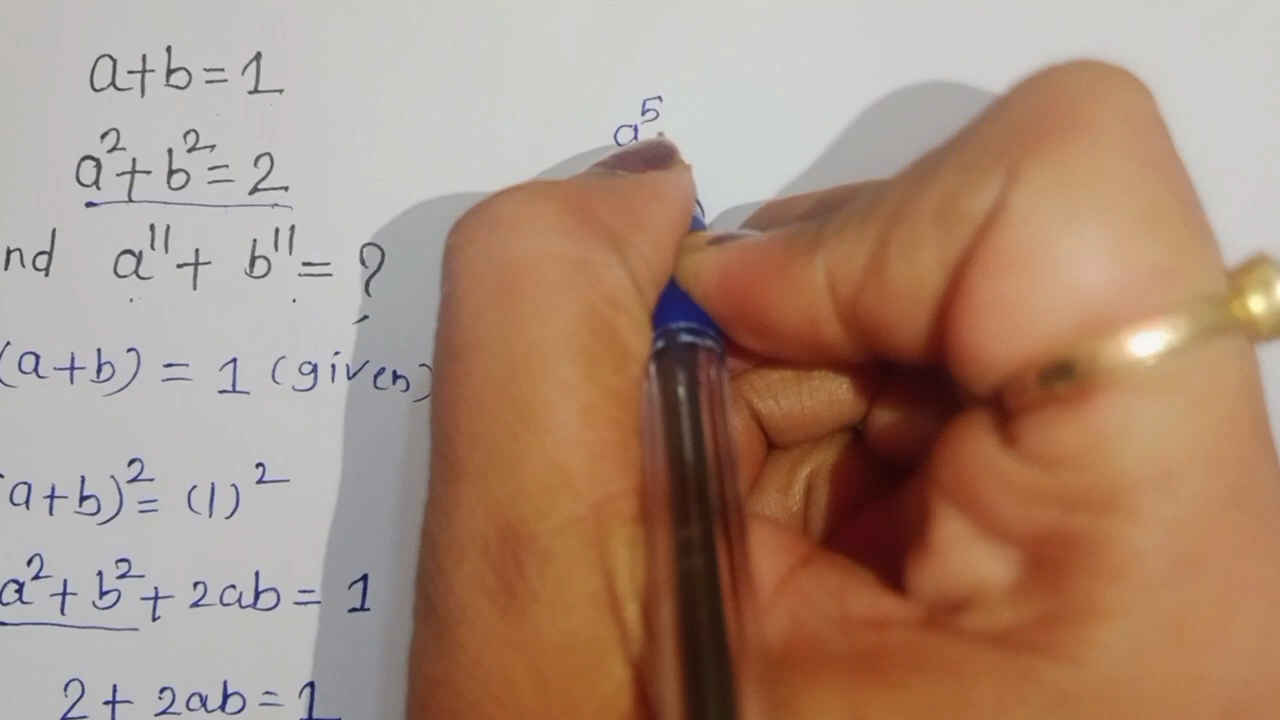 a+b=1
a²+b²=2
nd a¹¹+ b¹¹= ?
(a+b) = 1 (given)
a+b)²= (1)²
a²+b²+2ab= 1
2+ 2ab=1
a⁵